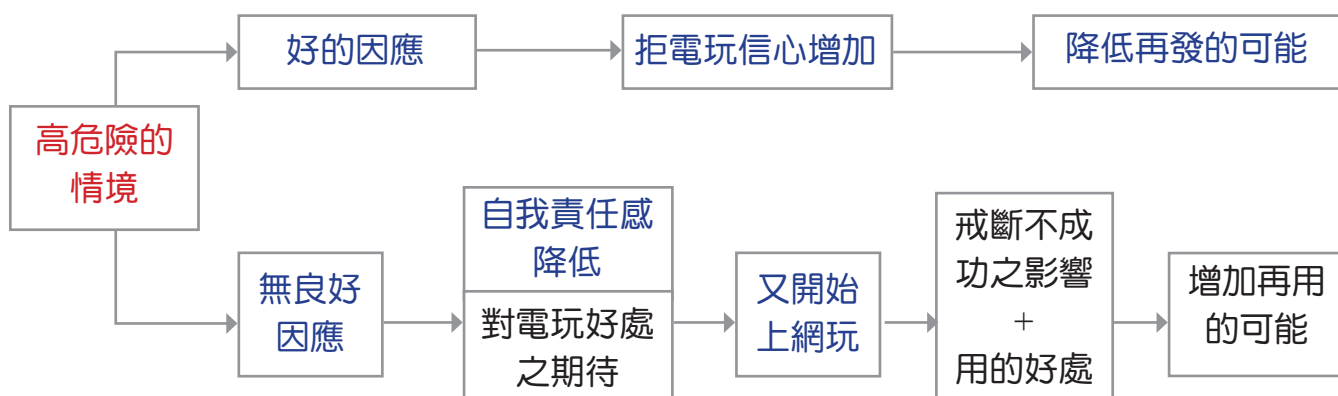 高危險的
情境
好的因應
拒電玩信心增加
降低再發的可能
無良好
因應
自我責任感
降低
對電玩好處
之期待
又開始
上網玩
戒斷不成
功之影響
+
用的好處
增加再用
的可能